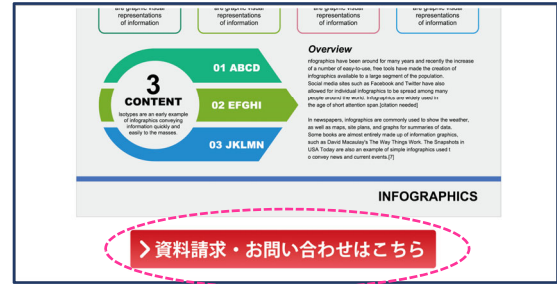 are graphic visual
representations
of information
are graphic visual
representations
of information
are graphic visual
representations
of information
are graphic visual
representations
of information
3
CONTENT
Isotypes are an early example
of infographics conveying
information quickly and
easily to the masses.
01 ABCD
02 EFGHI
03 JKLMN
Overview
nfographics have been around for many years and recently the increase
of a number of easy-to-use, free tools have made the creation of
infographics available to a large segment of the population.
Social media sites such as Facebook and Twitter have also
allowed for individual infographics to be spread among many
people around the world. Infographics are widely used in
the age of short attention span.[citation needed]
In newspapers, infographics are commonly used to show the weather,
as well as maps, site plans, and graphs for summaries of data.
Some books are almost entirely made up of information graphics,
such as David Macaulay's The Way Things Work. The Snapshots in
USA Today are also an example of simple infographics used t
o convey news and current events.[7]
INFOGRAPHICS
資料請求・お問い合わせはこちら